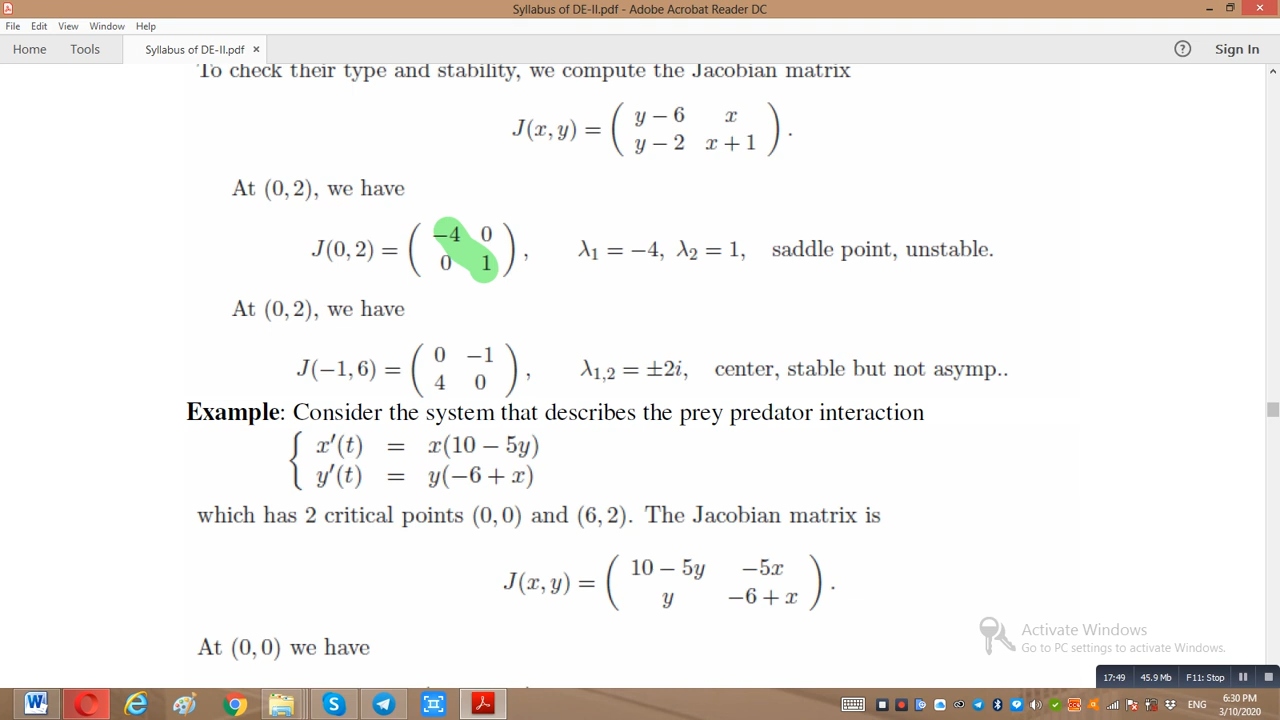 Syllabus of DE-II.pdf - Adobe Acrobat Reader DC
File Edit View Window Help
Home Tools Syllabus of DE-II.pdf × ? Sign In
To check their type and stability, we compute the Jacobian matrix
J(x, y) = ( y − 6 x
y − 2 x + 1 ) .
At (0, 2), we have
J(0, 2) = ( −4 0
0 1 ) , λ₁ = −4, λ₂ = 1, saddle point, unstable.
At (0, 2), we have
J(−1, 6) = ( 0 −1
4 0 ) , λ₁,₂ = ±2i, center, stable but not asymp..
Example: Consider the system that describes the prey predator interaction
{ x′(t) = x(10 − 5y)
y′(t) = y(−6 + x)
which has 2 critical points (0, 0) and (6, 2). The Jacobian matrix is
J(x, y) = ( 10 − 5y −5x
y −6 + x ) .
At (0, 0) we have
Activate Windows
Go to PC settings to activate Windows.
17:49 45.9 Mb F11: Stop
ENG
6:30 PM
3/10/2020